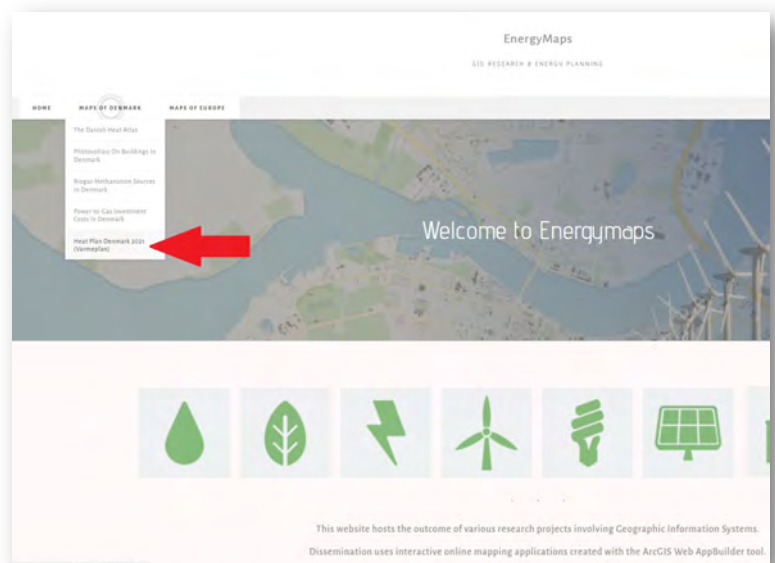 EnergyMaps
GIS RESEARCH & ENERGY PLANNING
HOME MAPS OF DENMARK MAPS OF EUROPE
The Danish Heat Atlas
Photovoltaics On Buildings in
Denmark
Biogas Methanation Sources
in Denmark
Power-to-Gas Investment
Costs in Denmark
Heat Plan Denmark 2021
(Varmeplan)
Welcome to Energymaps
This website hosts the outcome of various research projects involving Geographic Information Systems.
Dissemination uses interactive online mapping applications created with the ArcGIS Web AppBuilder tool.